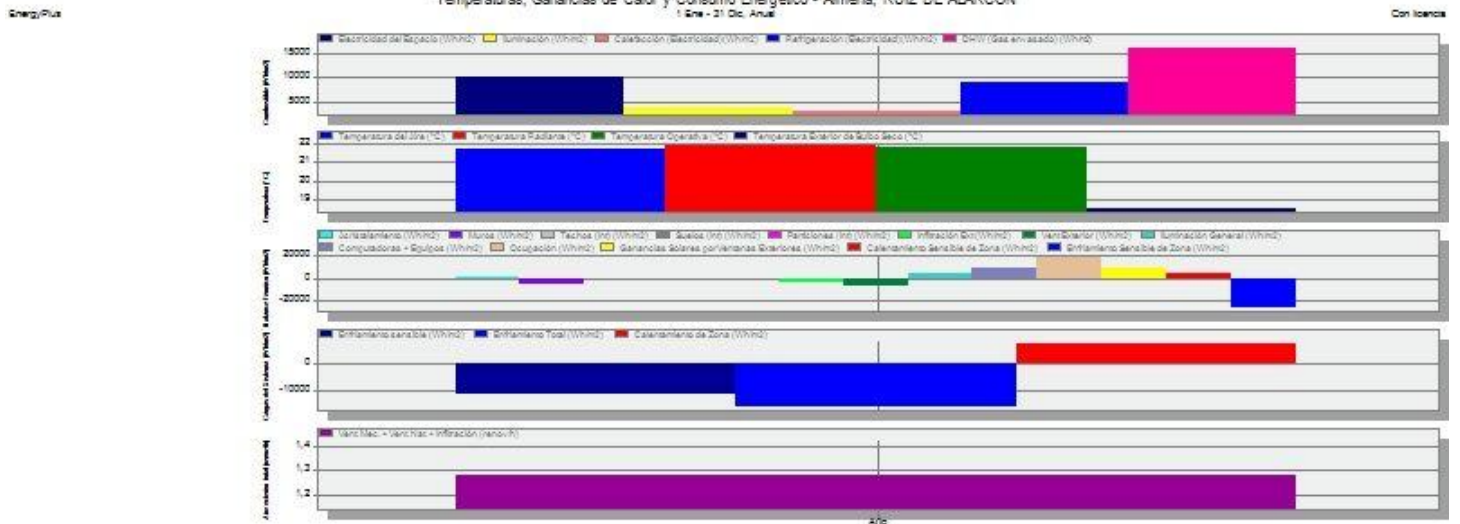 Temperaturas, Ganancias de Calor y Consumo Energético - Almería, RUIZ DE ALARCON
EnergyPlus
1 Ene - 31 Dic, Anual
Con licencia
Electricidad del Espacio (Wh/m2) Iluminación (Wh/m2) Calefacción (Electricidad) (Wh/m2) Refrigeración (Electricidad) (Wh/m2) DHW (Gas envasado) (Wh/m2)
15000
10000
5000
Temperatura del Aire (°C) Temperatura Radiante (°C) Temperatura Operativa (°C) Temperatura Exterior de Bulbo Seco (°C)
22
21
20
19
Temperatura (°C)
Acristalamiento (Wh/m2) Muros (Wh/m2) Techos (int) (Wh/m2) Suelos (int) (Wh/m2) Particiones (int) (Wh/m2) Infiltración Ext (Wh/m2) Vent Exterior (Wh/m2) Iluminación General (Wh/m2)
Computadoras + Equipos (Wh/m2) Ocupación (Wh/m2) Ganancias Solares por Ventanas Exteriores (Wh/m2) Calentamiento Sensible de Zona (Wh/m2) Enfriamiento Sensible de Zona (Wh/m2)
20000
0
-20000
Enfriamiento sensible (Wh/m2) Enfriamiento Total (Wh/m2) Calentamiento de Zona (Wh/m2)
0
-10000
Vent Mec. + Vent Nat + Infiltración (renov/h)
1,4
1,3
1,2
Año